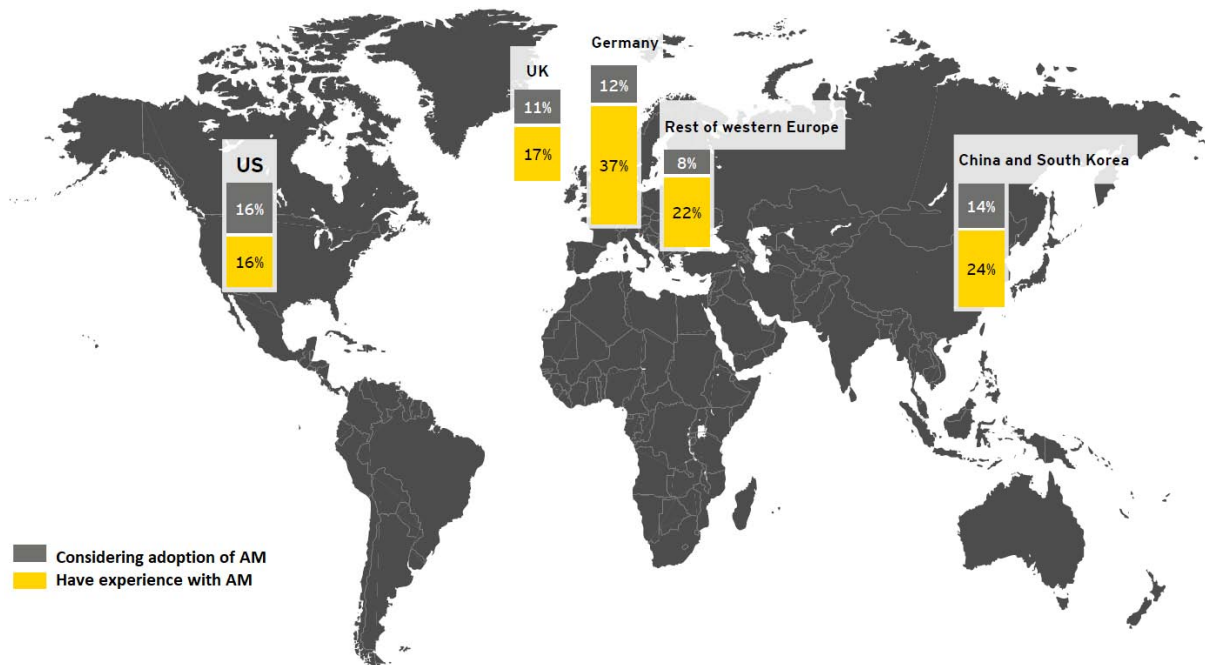 Germany
12%
37%
UK
11%
17%
Rest of western Europe
8%
22%
US
16%
16%
China and South Korea
14%
24%
Considering adoption of AM
Have experience with AM